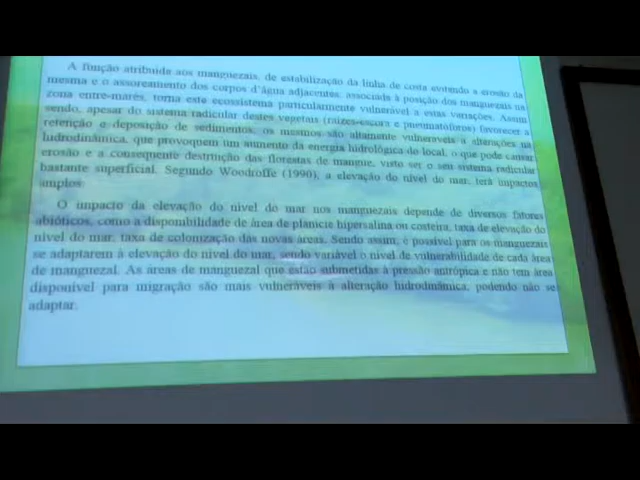 A função atribuída aos manguezais, de estabilização da linha de costa evitando a erosão da
mesma e o assoreamento dos corpos d'água adjacentes, associada à posição dos manguezais na
zona entre-marés, torna este ecossistema particularmente vulnerável a estas variações. Assim
sendo, apesar do sistema radicular destes vegetais (raízes-escora e pneumatóforos) favorecer a
retenção e deposição de sedimentos, os mesmos são altamente vulneráveis a alterações na
hidrodinâmica, que provoquem um aumento da energia hidrológica do local, o que pode causar
erosão e a consequente destruição das florestas de mangue, visto ser o seu sistema radicular
bastante superficial. Segundo Woodroffe (1990), a elevação do nível do mar, terá impactos
amplos.
O impacto da elevação do nível do mar nos manguezais depende de diversos fatores
abióticos, como a disponibilidade de área de planície hipersalina ou costeira, taxa de elevação do
nível do mar, taxa de colonização das novas áreas. Sendo assim, é possível para os manguezais
se adaptarem à elevação do nível do mar, sendo variável o nível de vulnerabilidade de cada área
de manguezal. As áreas de manguezal que estão submetidas à pressão antrópica e não tem área
disponível para migração são mais vulneráveis à alteração hidrodinâmica, podendo não se
adaptar.